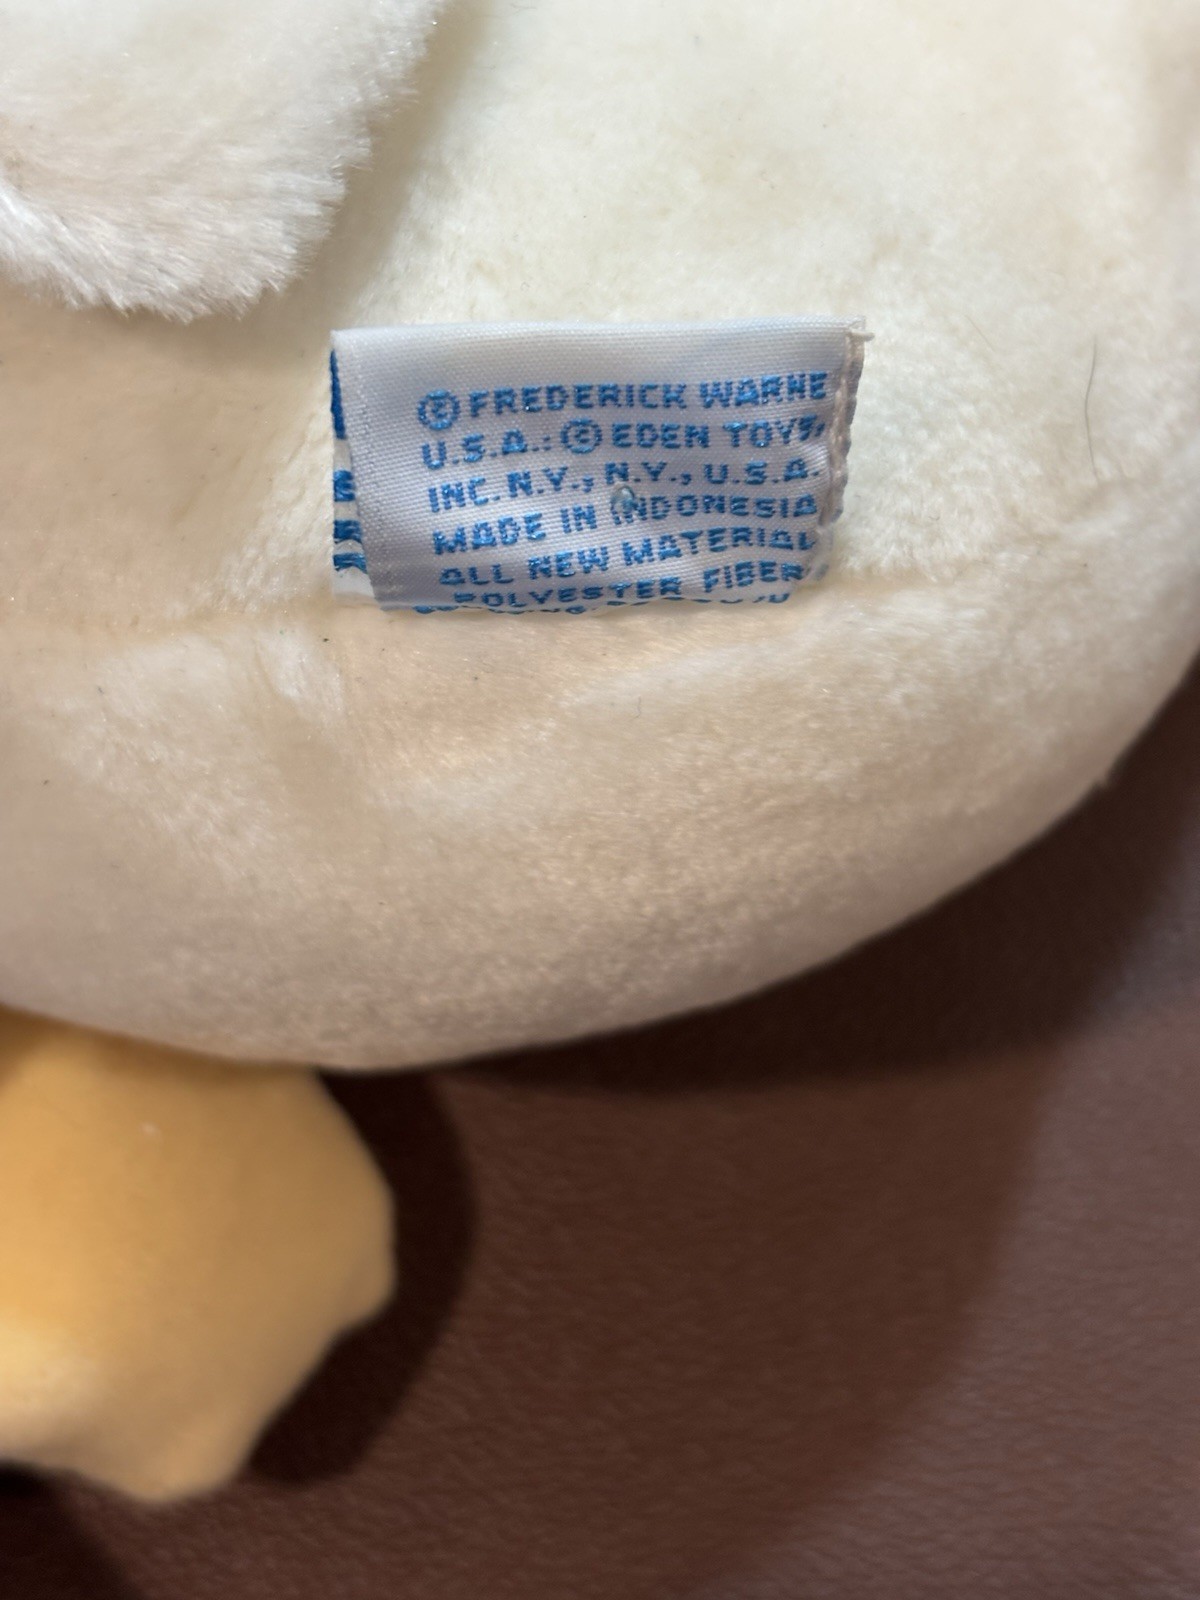 © FREDERICK WARNE
U.S.A.: © EDEN TOYS,
INC. N.Y., N.Y., U.S.A.
MADE IN INDONESIA
ALL NEW MATERIAL
POLYESTER FIBER